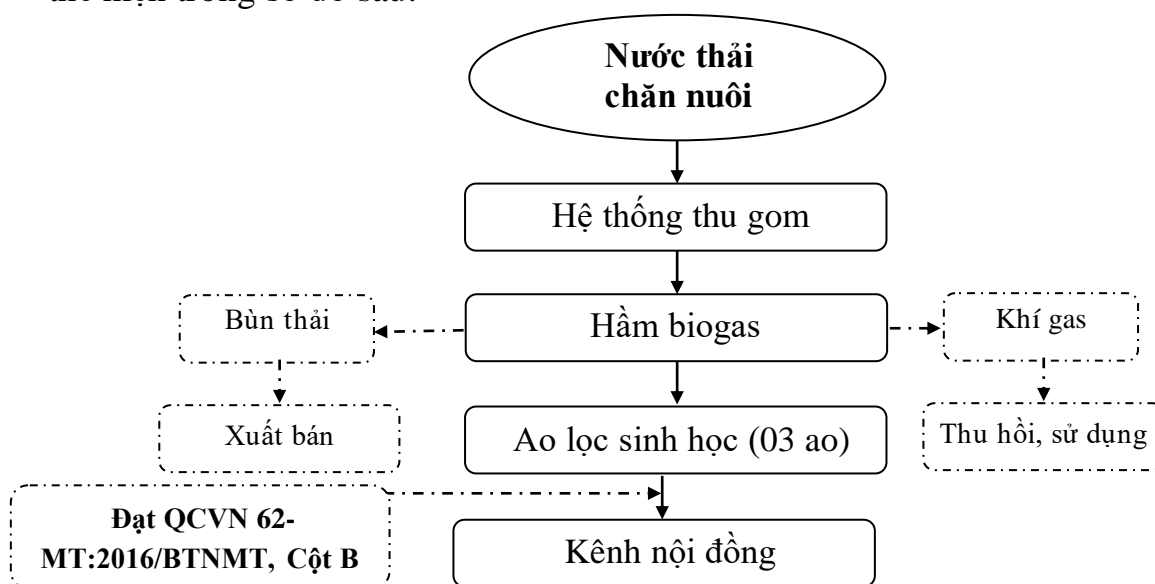 thể hiện trong sơ đồ sau:
Nước thải
chăn nuôi
Hệ thống thu gom
Bùn thải
Hầm biogas
Khí gas
Xuất bán
Ao lọc sinh học (03 ao)
Thu hồi, sử dụng
Đạt QCVN 62-
MT:2016/BTNMT, Cột B
Kênh nội đồng